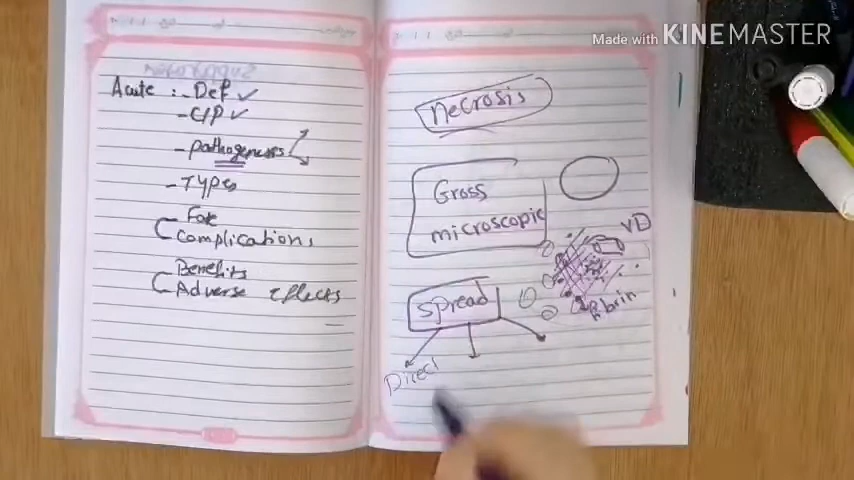 Made with KINEMASTER
Acute :- Def ✓
- C/P ✓
- pathogenesis
- Types
- Fate
Complications
Benefits
Adverse effects
Necrosis
Gross
microscopic
VD
fibrin
Spread
Direct